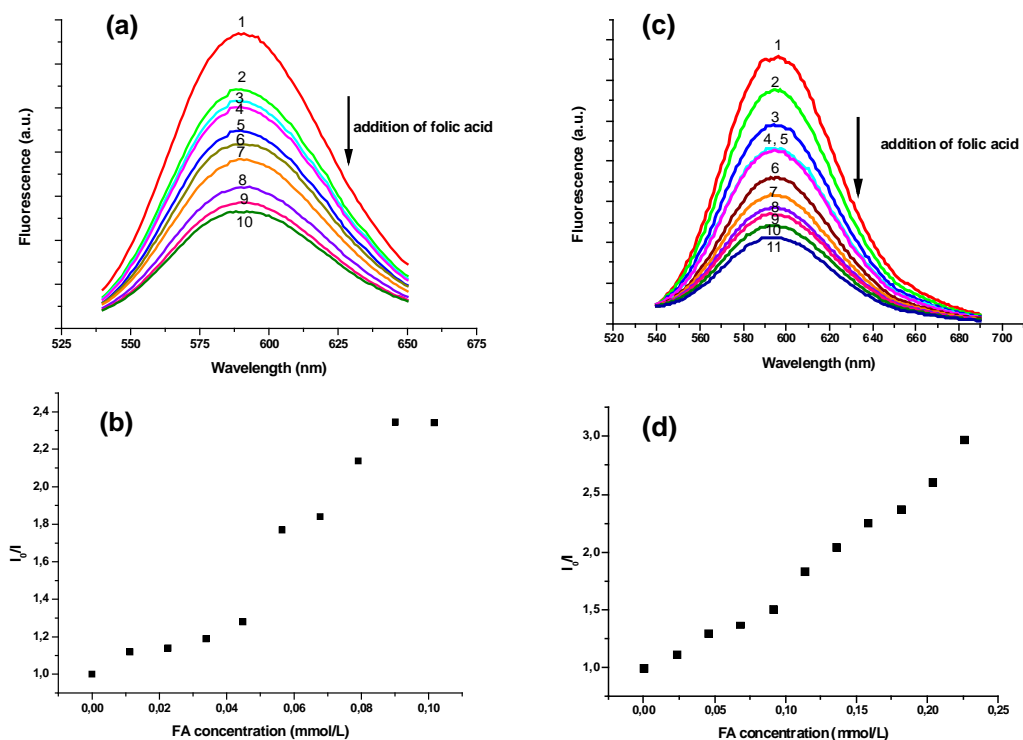 (a)
1
2
3
4
5
6
7
8
9
10
addition of folic acid
Fluorescence (a.u.)
525 550 575 600 625 650 675
Wavelength (nm)
(c)
1
2
3
4, 5
6
7
8
9
10
11
addition of folic acid
Fluorescence (a.u.)
520 540 560 580 600 620 640 660 680 700
Wavelength (nm)
(b)
2,4
2,2
2,0
1,8
1,6
1,4
1,2
1,0
I0/I
0,00 0,02 0,04 0,06 0,08 0,10
FA concentration (mmol/L)
(d)
3,0
2,5
2,0
1,5
1,0
I0/I
0,00 0,05 0,10 0,15 0,20 0,25
FA concentration (mmol/L)